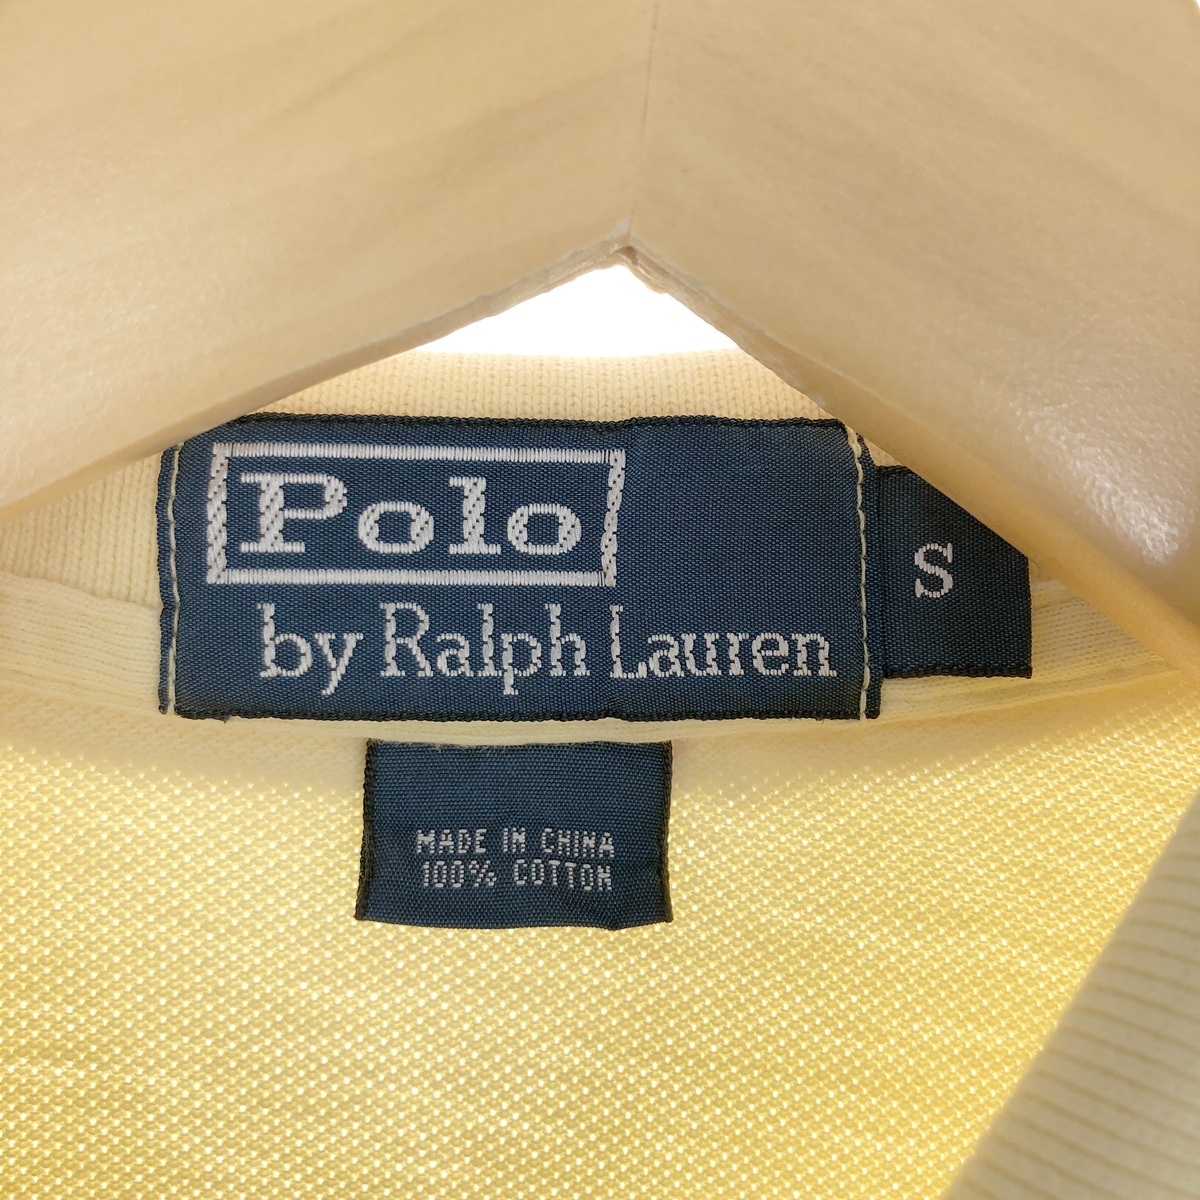 Polo
by Ralph Lauren
S
MADE IN CHINA
100% COTTON